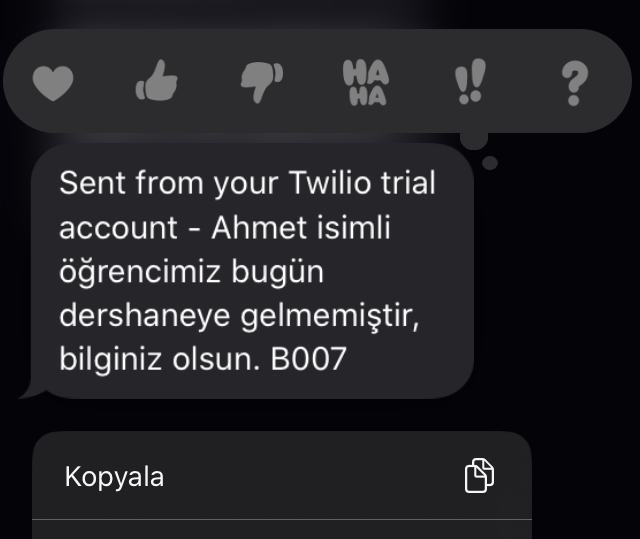 HA
HA
!!
?
Sent from your Twilio trial
account - Ahmet isimli
öğrencimiz bugün
dershaneye gelmemiştir,
bilginiz olsun. B007
Kopyala